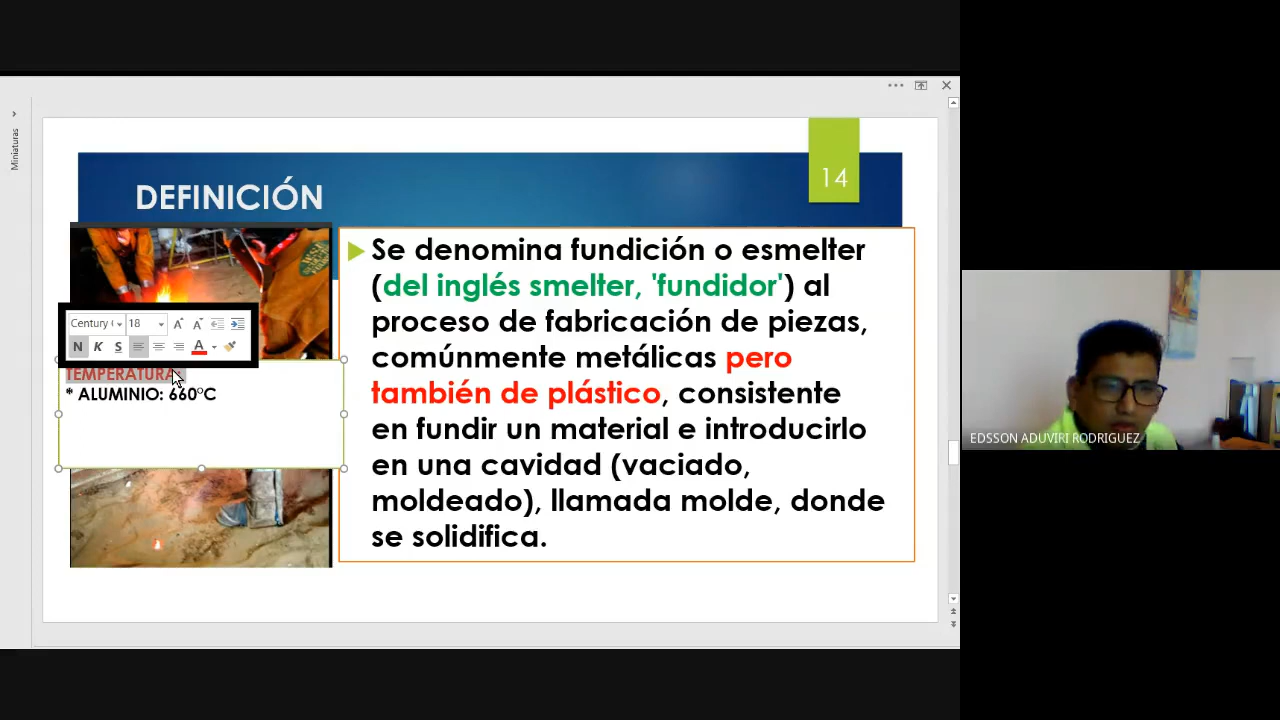 Miniaturas
14
DEFINICIÓN
Century
18
N K S A
TEMPERATURA
* ALUMINIO: 660°C
Se denomina fundición o esmelter
(del inglés smelter, 'fundidor') al
proceso de fabricación de piezas,
comúnmente metálicas pero
también de plástico, consistente
en fundir un material e introducirlo
en una cavidad (vaciado,
moldeado), llamada molde, donde
se solidifica.
EDSSON ADUVIRI RODRIGUEZ